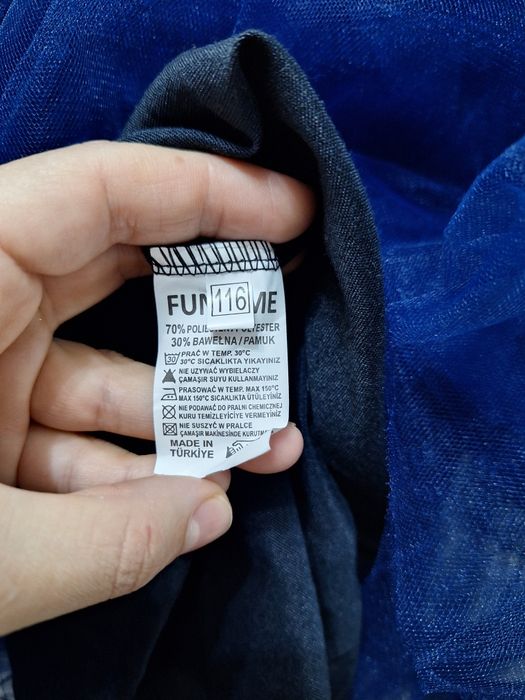 FUN 116 ME
70% POLIESTER / POLYESTER
30% BAWEŁNA / PAMUK
30 PRAĆ W TEMP. 30°C
30°C SICAKLIKTA YIKAYINIZ
NIE UŻYWAĆ WYBIELACZY
ÇAMAŞIR SUYU KULLANMAYINIZ
PRASOWAĆ W TEMP. MAX 150°C
MAX 150°C SICAKLIKTA ÜTÜLEYİNİZ
NIE PODAWAĆ DO PRALNI CHEMICZNEJ
KURU TEMİZLEYİCİYE VERMEYİNİZ
NIE SUSZYĆ W PRALCE
ÇAMAŞIR MAKİNESİNDE KURUTMA
MADE IN
TÜRKİYE